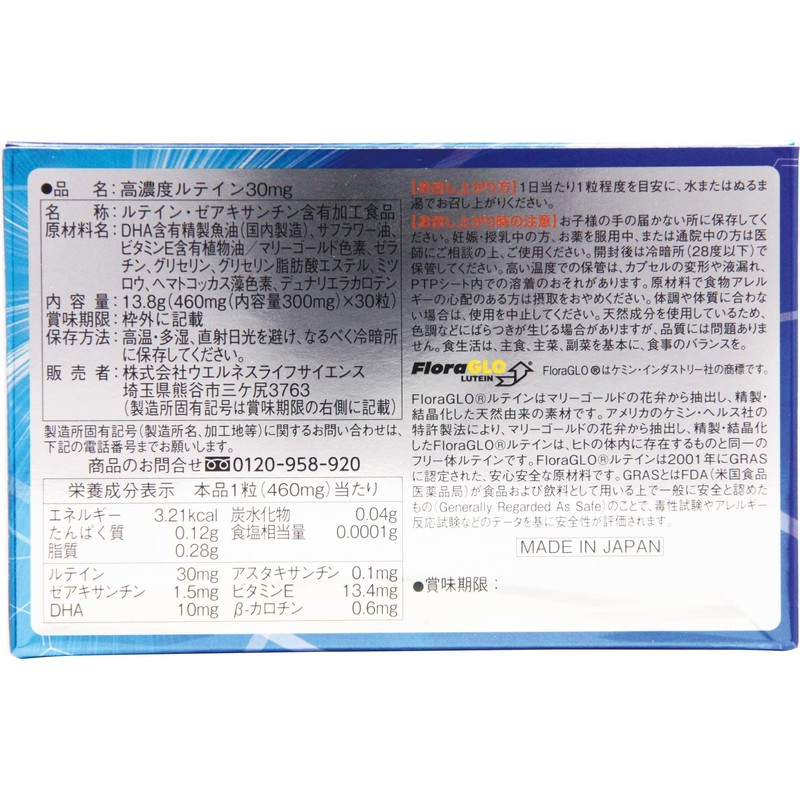 ●品　名：高濃度ルテイン30mg
名　称：ルテイン・ゼアキサンチン含有加工食品
原材料名：DHA含有精製魚油(国内製造)、サフラワー油、
ビタミンE含有植物油／マリーゴールド色素、ゼラ
チン、グリセリン、グリセリン脂肪酸エステル、ミツ
ロウ、ヘマトコッカス藻色素、デュナリエラカロテン
内 容 量：13.8g(460mg(内容量300mg)×30粒)
賞味期限：枠外に記載
保存方法：高温・多湿、直射日光を避け、なるべく冷暗所
に保存してください。
販 売 者：株式会社ウエルネスライフサイエンス
埼玉県熊谷市三ケ尻3763
(製造所固有記号は賞味期限の右側に記載)
製造所固有記号(製造所名、加工地等)に関するお問い合わせは、
下記の電話番号までお願いします。
商品のお問合せ 0120-958-920
栄養成分表示　本品1粒(460mg)当たり
エネルギー 3.21kcal 炭水化物 0.04g
たんぱく質 0.12g 食塩相当量 0.0001g
脂質 0.28g
ルテイン 30mg アスタキサンチン 0.1mg
ゼアキサンチン 1.5mg ビタミンE 13.4mg
DHA 10mg β-カロチン 0.6mg
【お召し上がり方】1日当たり1粒程度を目安に、水またはぬるま
湯でお召し上がりください。
【お召し上がり時の注意】お子様の手の届かない所に保存してく
ださい。妊娠・授乳中の方、お薬を服用中、または通院中の方は医
師にご相談の上、ご使用ください。開封後は冷暗所(28度以下)で
保管してください。高い温度での保管は、カプセルの変形や液漏れ、
PTPシート内での溶着のおそれがあります。原材料で食物アレル
ギーの心配のある方は摂取をおやめください。体調や体質に合わ
ない場合は、使用を中止してください。天然成分を使用しているため、
色調などにばらつきが生じる場合がありますが、品質には問題ありま
せん。食生活は、主食、主菜、副菜を基本に、食事のバランスを。
FloraGLO LUTEIN FloraGLO®はケミン・インダストリー社の商標です。
FloraGLO®ルテインはマリーゴールドの花弁から抽出し、精製・
結晶化した天然由来の素材です。アメリカのケミン・ヘルス社の
特許製法により、マリーゴールドの花弁から抽出し、精製・結晶化
したFloraGLO®ルテインは、ヒトの体内に存在するものと同一の
フリー体ルテインです。FloraGLO®ルテインは2001年にGRAS
に認定された、安心安全な原材料です。GRASとはFDA(米国食品
医薬品局)が食品および飲料として用いる上で一般に安全と認めた
もの(Generally Regarded As Safe)のことで、毒性試験やアレルギー
反応試験などのデータを基に安全性が評価されます。
MADE IN JAPAN
●賞味期限：